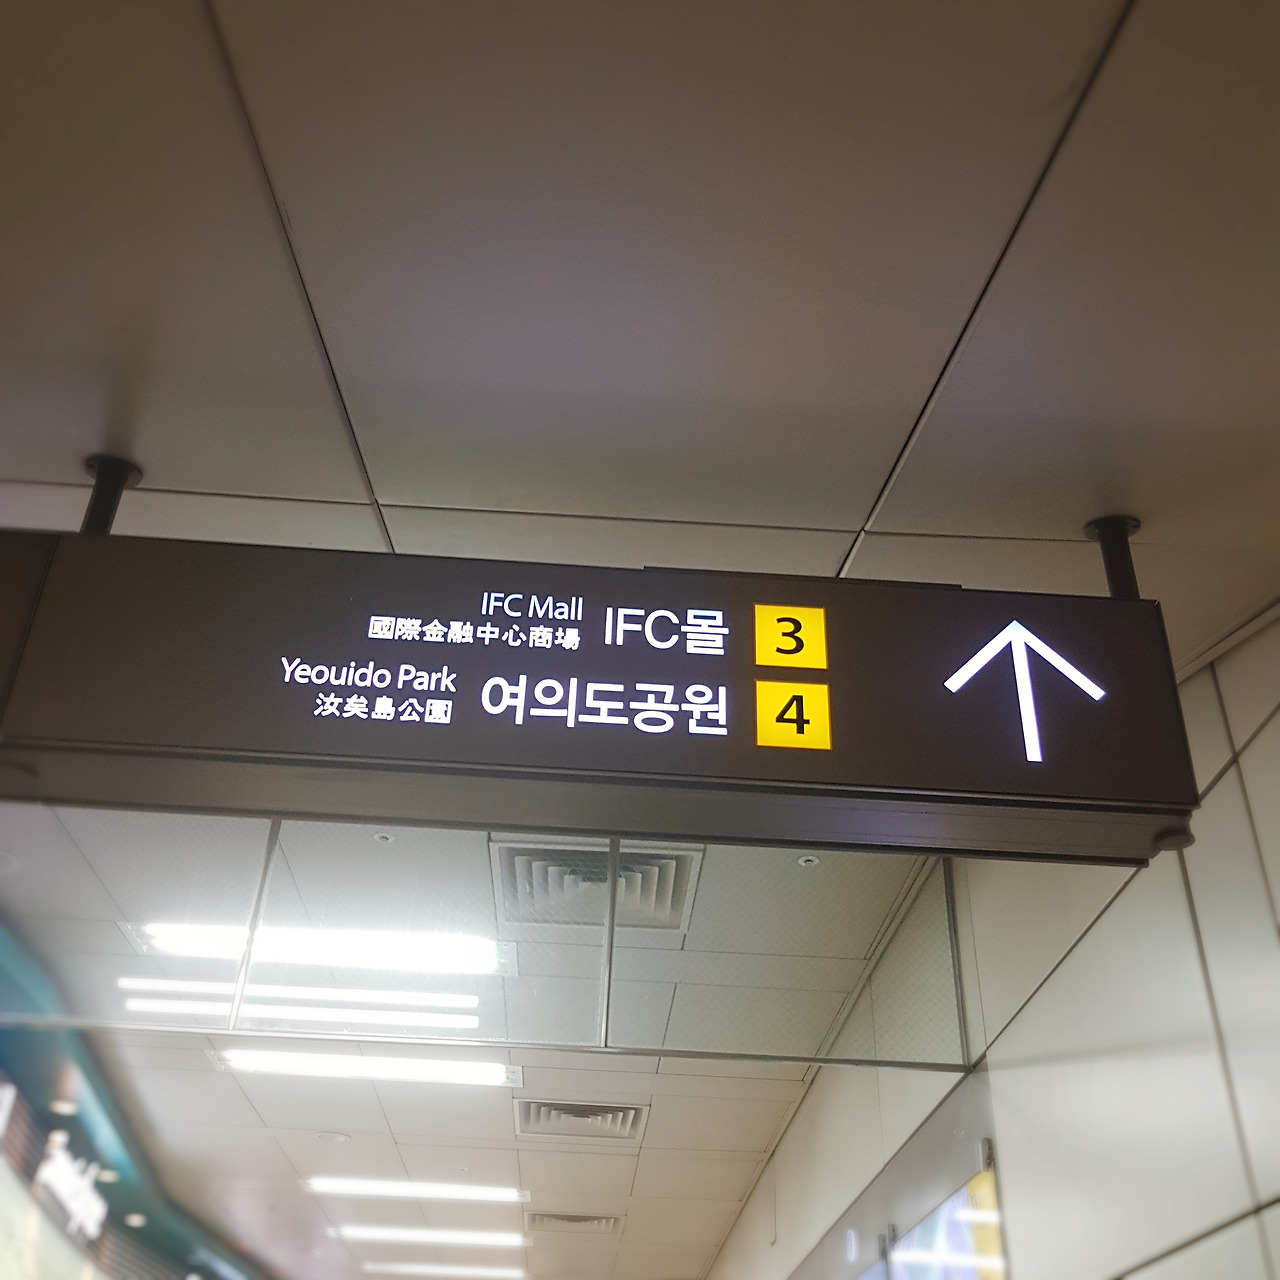 IFC Mall
國際金融中心商場
IFC몰 3
Yeouido Park
汝矣島公園
여의도공원 4